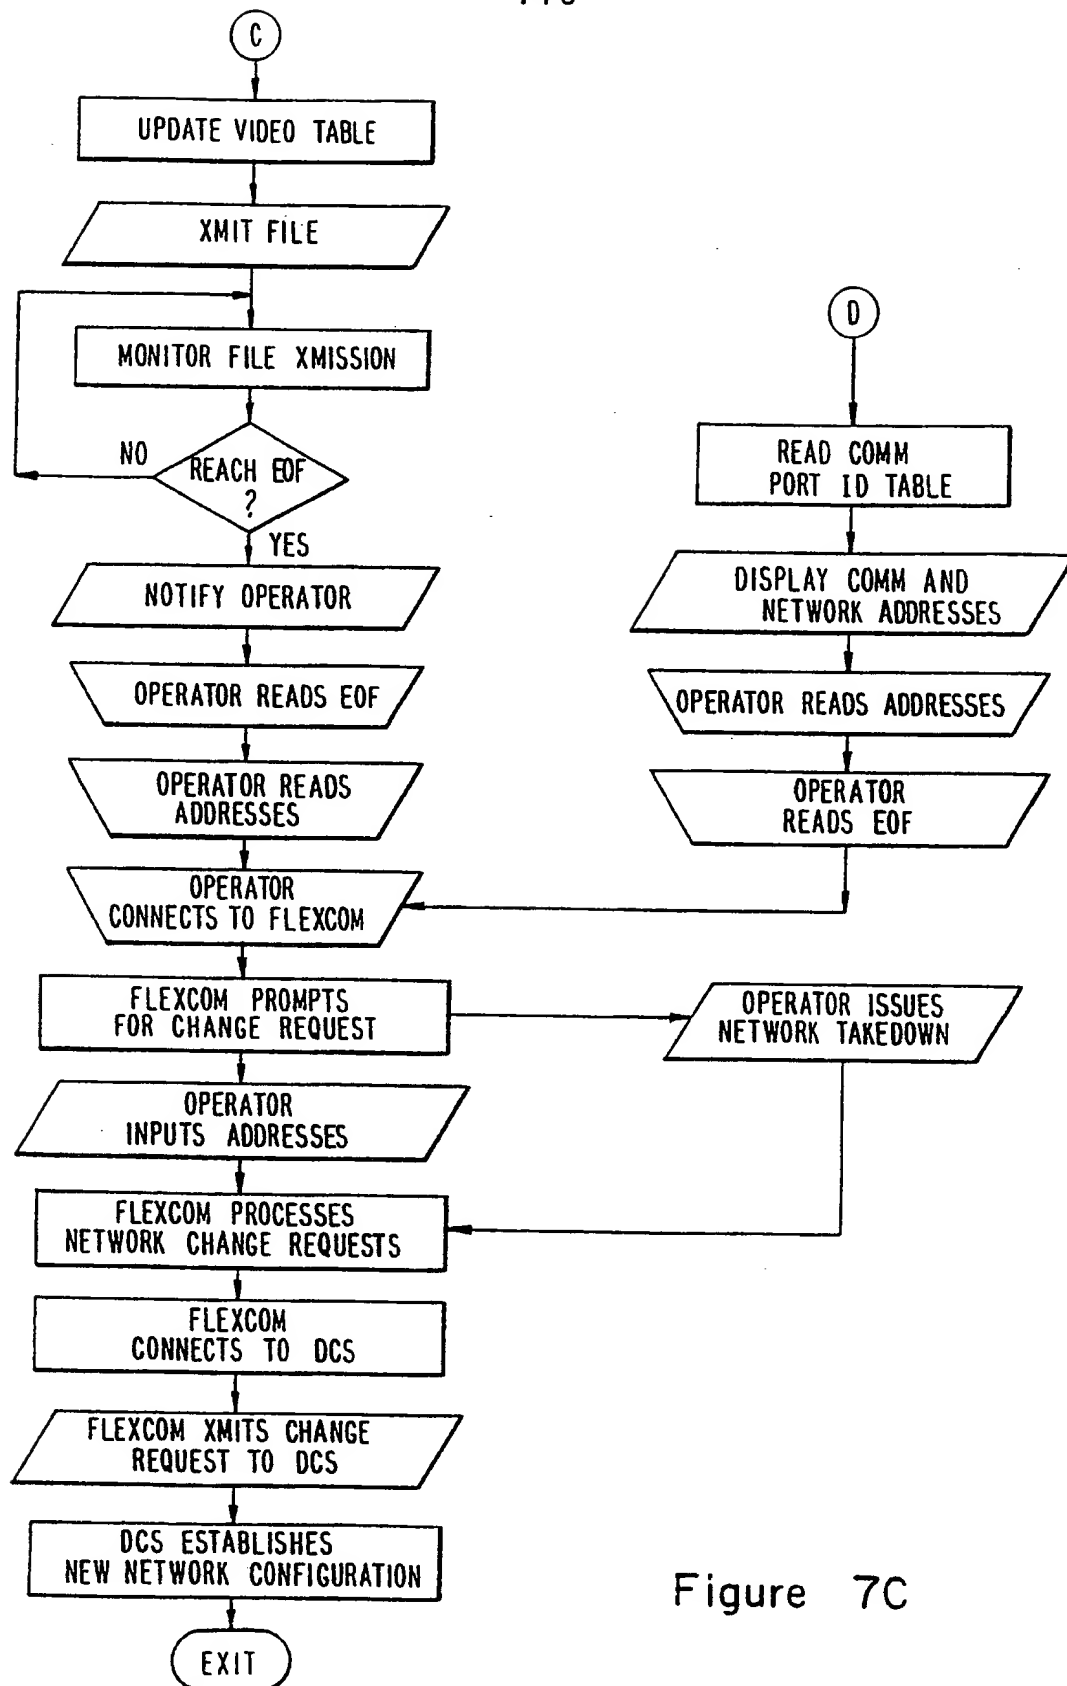 C
UPDATE VIDEO TABLE
XMIT FILE
MONITOR FILE XMISSION
NO
REACH EOF
?
YES
NOTIFY OPERATOR
OPERATOR READS EOF
OPERATOR READS
ADDRESSES
OPERATOR
CONNECTS TO FLEXCOM
FLEXCOM PROMPTS
FOR CHANGE REQUEST
OPERATOR
INPUTS ADDRESSES
FLEXCOM PROCESSES
NETWORK CHANGE REQUESTS
FLEXCOM
CONNECTS TO DCS
FLEXCOM XMITS CHANGE
REQUEST TO DCS
DCS ESTABLISHES
NEW NETWORK CONFIGURATION
EXIT
D
READ COMM
PORT ID TABLE
DISPLAY COMM AND
NETWORK ADDRESSES
OPERATOR READS ADDRESSES
OPERATOR
READS EOF
OPERATOR ISSUES
NETWORK TAKEDOWN
Figure 7C